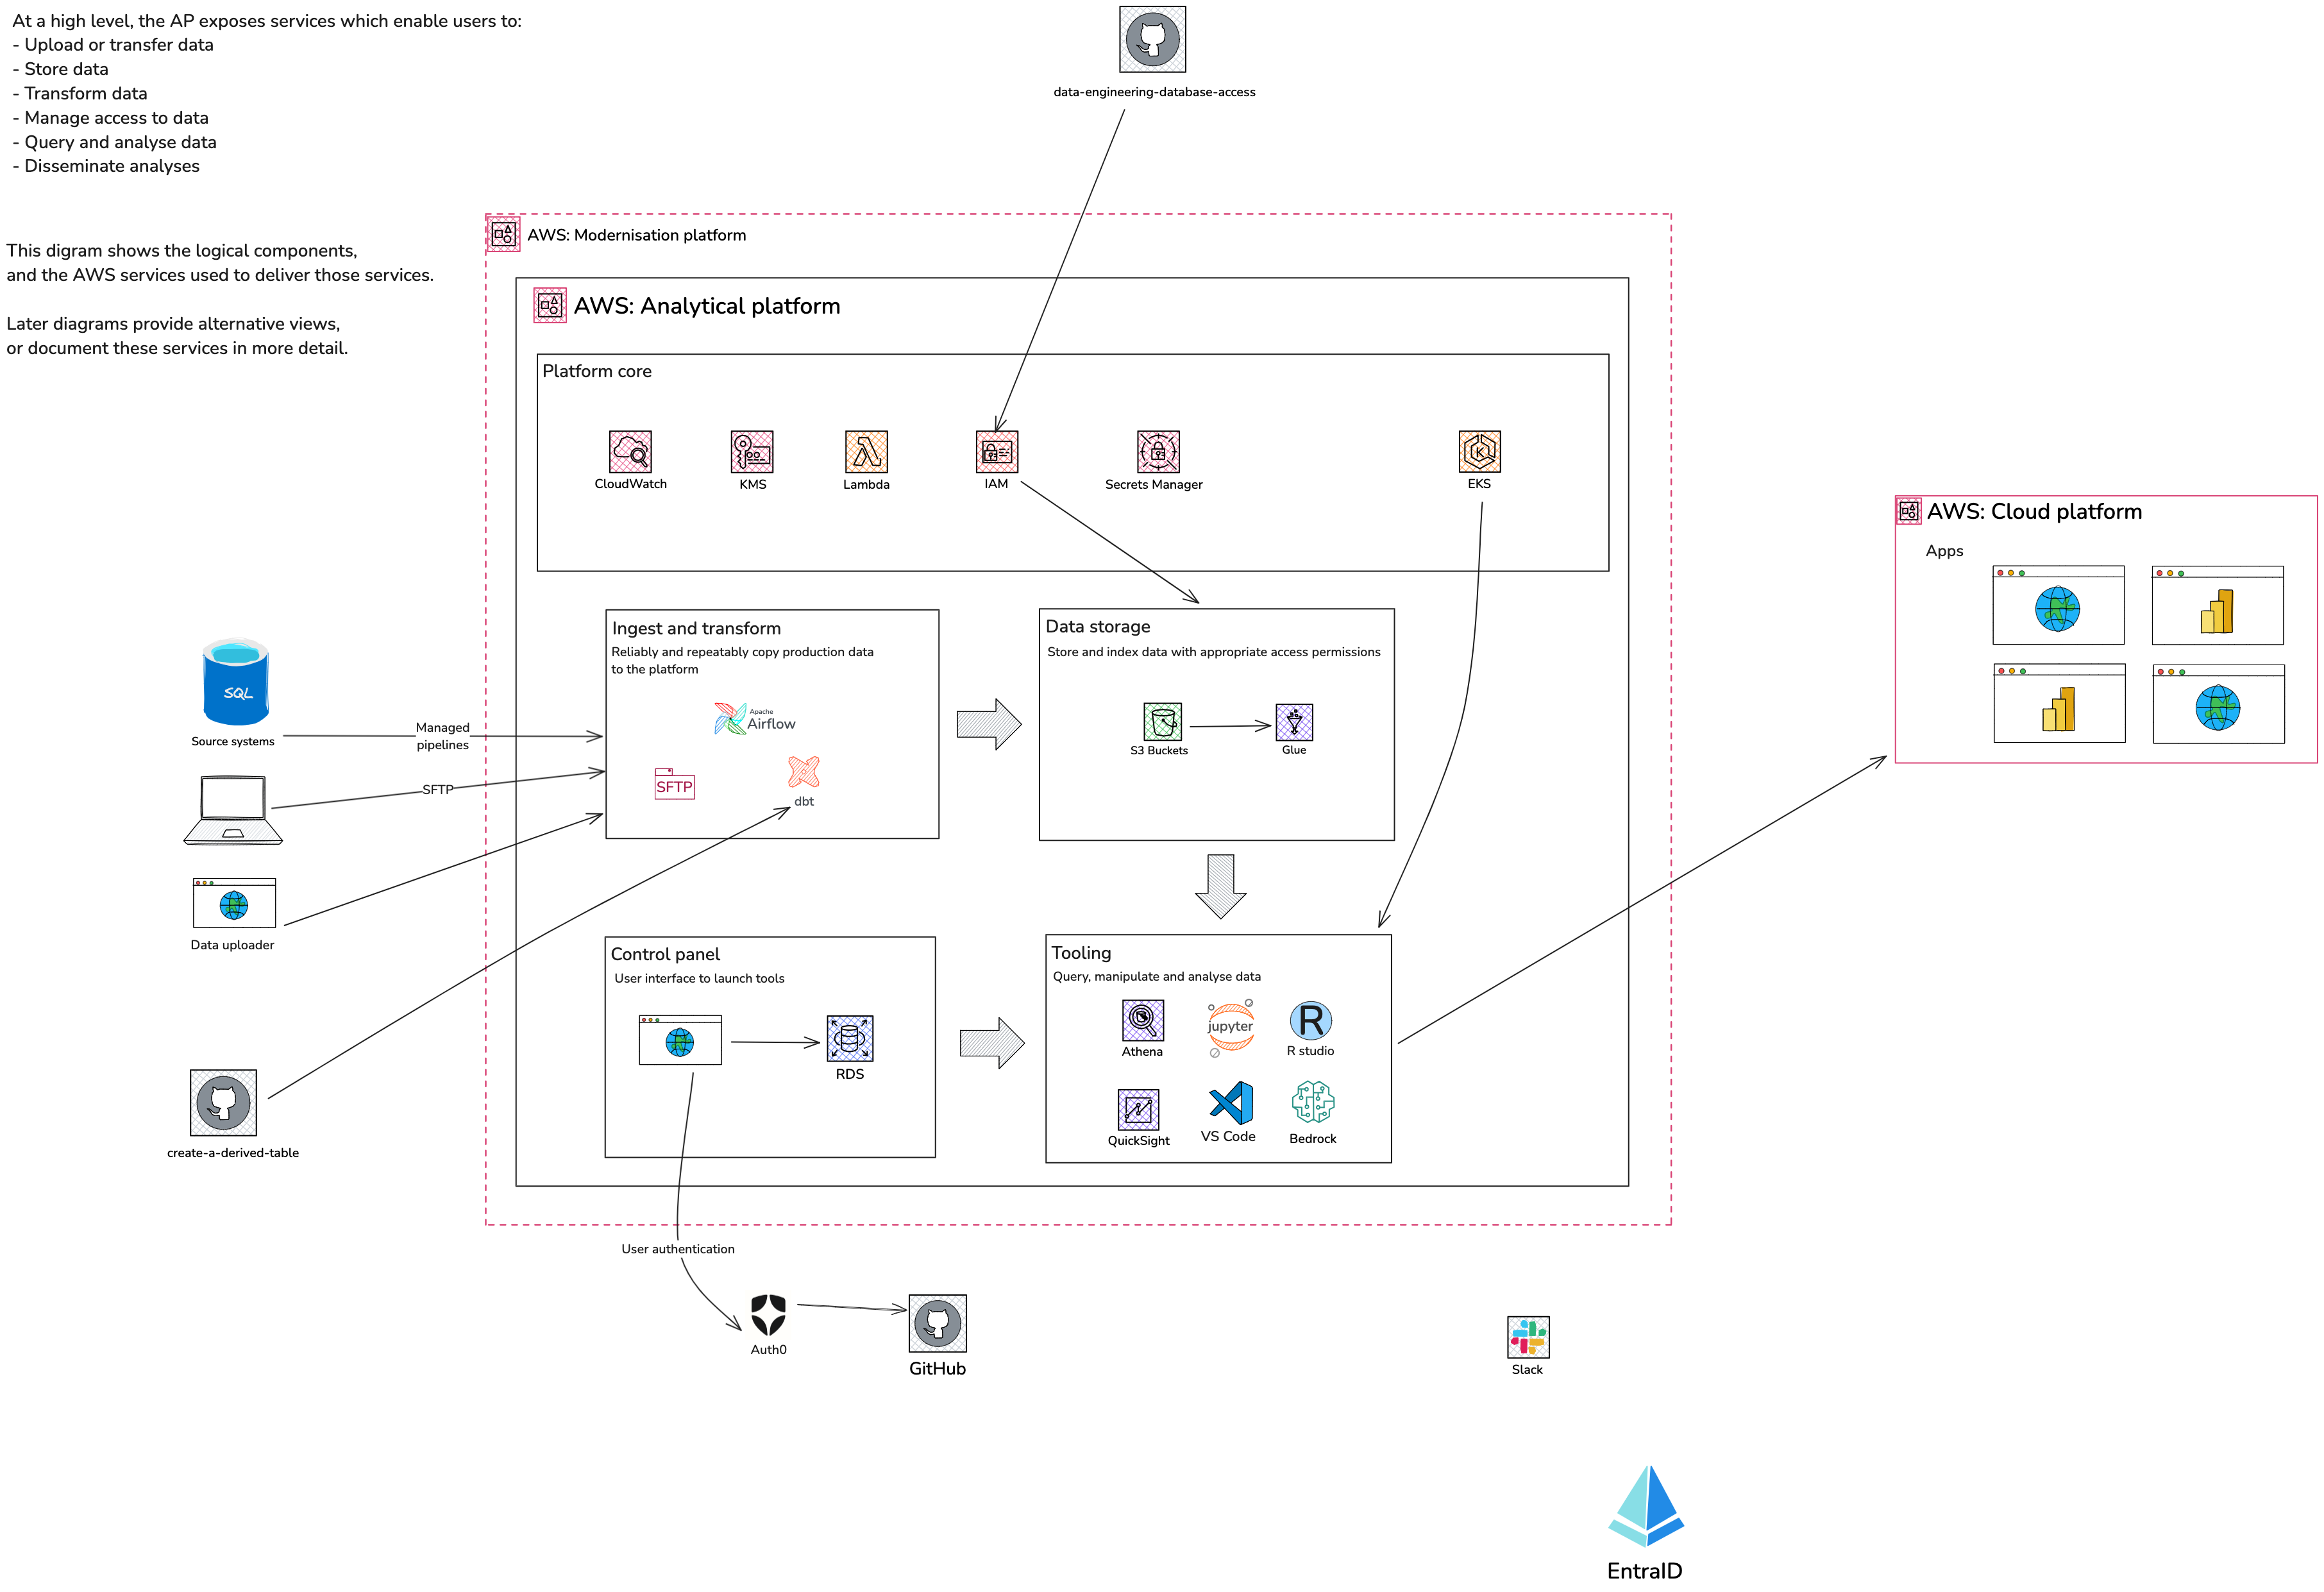 At a high level, the AP exposes services which enable users to:
- Upload or transfer data
- Store data
- Transform data
- Manage access to data
- Query and analyse data
- Disseminate analyses
This digram shows the logical components,
and the AWS services used to deliver those services.
Later diagrams provide alternative views,
or document these services in more detail.
data-engineering-database-access
AWS: Modernisation platform
AWS: Analytical platform
Platform core
CloudWatch
KMS
Lambda
IAM
Secrets Manager
K
EKS
AWS: Cloud platform
Apps
Ingest and transform
Reliably and repeatably copy production data
to the platform
Apache
Airflow
SFTP
dbt
Data storage
Store and index data with appropriate access permissions
S3 Buckets
Glue
SQL
Source systems
Managed
pipelines
SFTP
Data uploader
create-a-derived-table
Control panel
User interface to launch tools
RDS
Tooling
Query, manipulate and analyse data
Athena
jupyter
R
R studio
QuickSight
VS Code
Bedrock
User authentication
Auth0
GitHub
Slack
EntraID